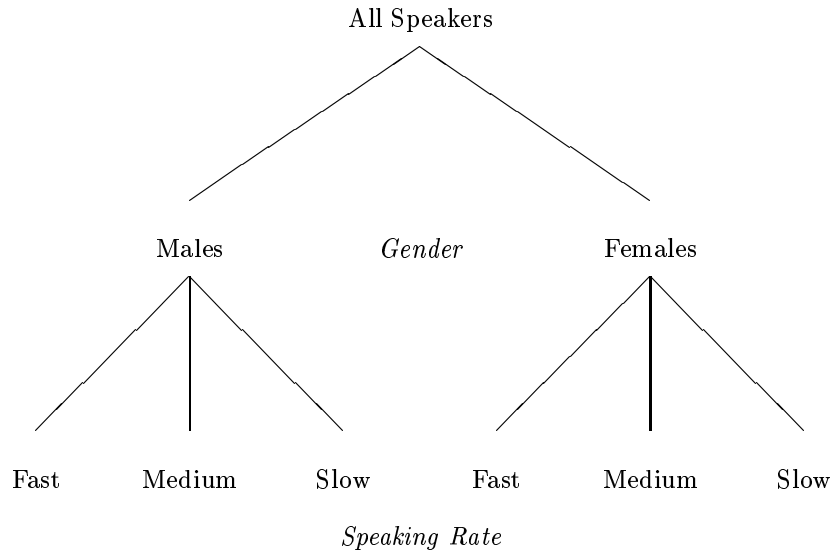 All Speakers
Males Gender Females
Fast Medium Slow Fast Medium Slow
Speaking Rate